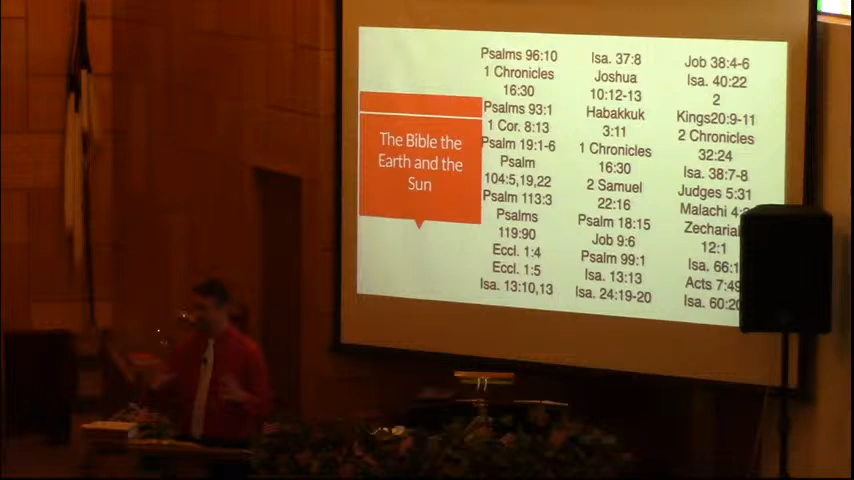 The Bible the
Earth and the
Sun
Psalms 96:10
1 Chronicles
16:30
Psalms 93:1
1 Cor. 8:13
Psalm 19:1-6
Psalm
104:5,19,22
Psalm 113:3
Psalms
119:90
Eccl. 1:4
Eccl. 1:5
Isa. 13:10,13
Isa. 37:8
Joshua
10:12-13
Habakkuk
3:11
1 Chronicles
16:30
2 Samuel
22:16
Psalm 18:15
Job 9:6
Psalm 99:1
Isa. 13:13
Isa. 24:19-20
Job 38:4-6
Isa. 40:22
2
Kings20:9-11
2 Chronicles
32:24
Isa. 38:7-8
Judges 5:31
Malachi
12:1
Isa.
Acts
Isa.